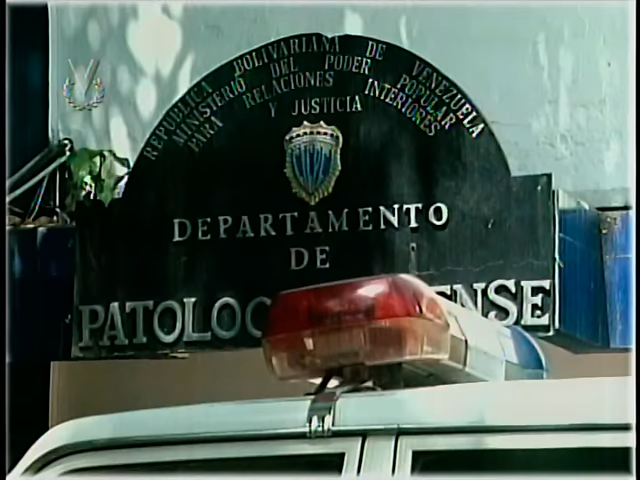 REPUBLICA BOLIVARIANA DE VENEZUELA
MINISTERIO DEL PODER POPULAR
PARA RELACIONES INTERIORES
Y JUSTICIA
DEPARTAMENTO
DE
PATOLOG ENSE